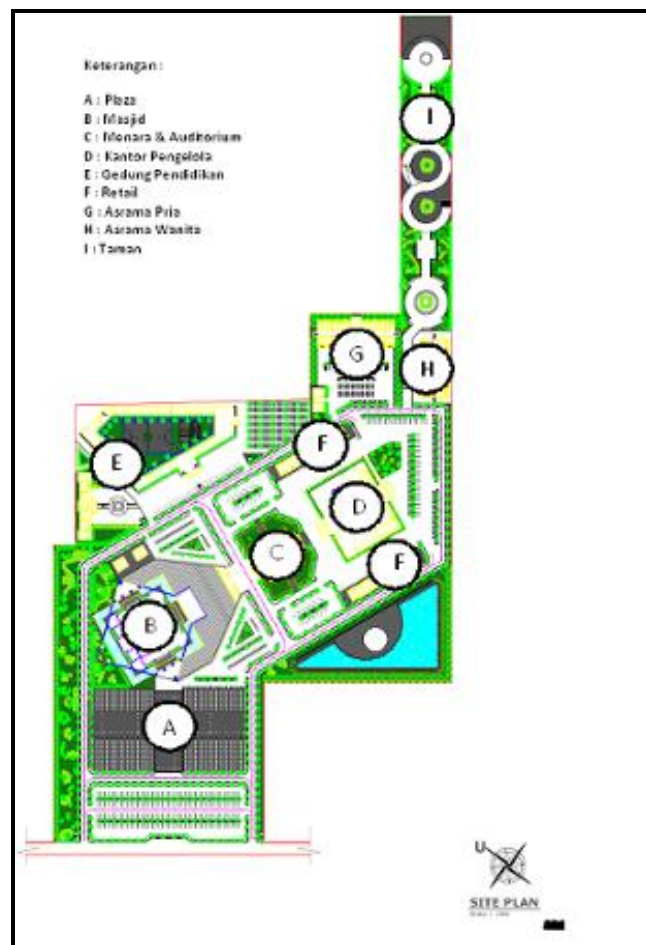 Keterangan :
A : Plaza
B : Masjid
C : Menara & Auditorium
D : Kantor Pengelola
E : Gedung Pendidikan
F : Retail
G : Asrama Pria
H : Asrama Wanita
I : Taman
I
G
H
F
E
D
C
F
B
A
U
SITE PLAN